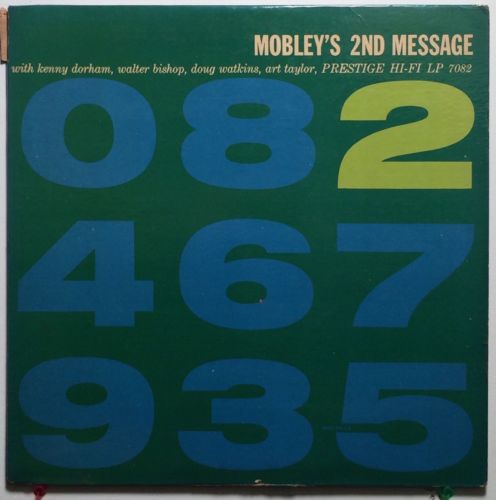 MOBLEY'S 2ND MESSAGE
with kenny dorham, walter bishop, doug watkins, art taylor, PRESTIGE HI-FI LP 7082
082
467
935